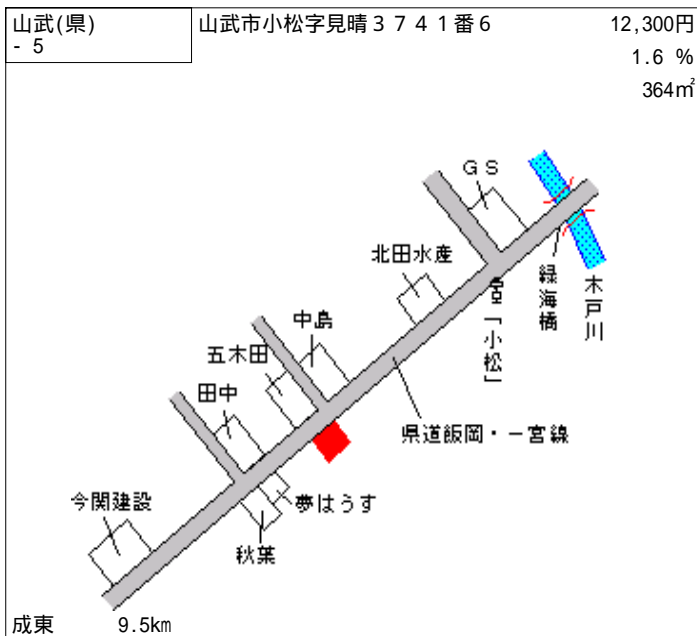 山武(県)
- 5
山武市小松字見晴３７４１番６
12,300円
1.6 %
364㎡
ＧＳ
北田水産
緑海橋
木戸川
「小松」
中島
五木田
田中
県道飯岡・一宮線
今関建設
夢はうす
秋葉
成東 9.5km